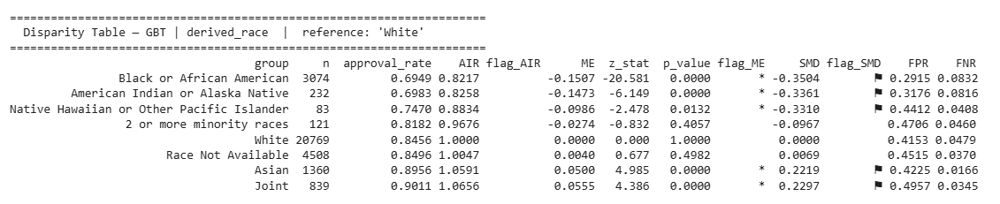 ======================================================================
Disparity Table — GBT | derived_race | reference: 'White'
======================================================================
group n approval_rate AIR flag_AIR ME z_stat p_value flag_ME SMD flag_SMD FPR FNR
Black or African American 3074 0.6949 0.8217 -0.1507 -20.581 0.0000 * -0.3504 ⚑ 0.2915 0.0832
American Indian or Alaska Native 232 0.6983 0.8258 -0.1473 -6.149 0.0000 * -0.3361 ⚑ 0.3176 0.0816
Native Hawaiian or Other Pacific Islander 83 0.7470 0.8834 -0.0986 -2.478 0.0132 * -0.3310 ⚑ 0.4412 0.0408
2 or more minority races 121 0.8182 0.9676 -0.0274 -0.832 0.4057 -0.0967 0.4706 0.0460
White 20769 0.8456 1.0000 0.0000 0.000 1.0000 0.0000 0.4153 0.0479
Race Not Available 4508 0.8496 1.0047 0.0040 0.677 0.4982 0.0069 0.4515 0.0370
Asian 1360 0.8956 1.0591 0.0500 4.985 0.0000 * 0.2219 ⚑ 0.4225 0.0166
Joint 839 0.9011 1.0656 0.0555 4.386 0.0000 * 0.2297 ⚑ 0.4957 0.0345